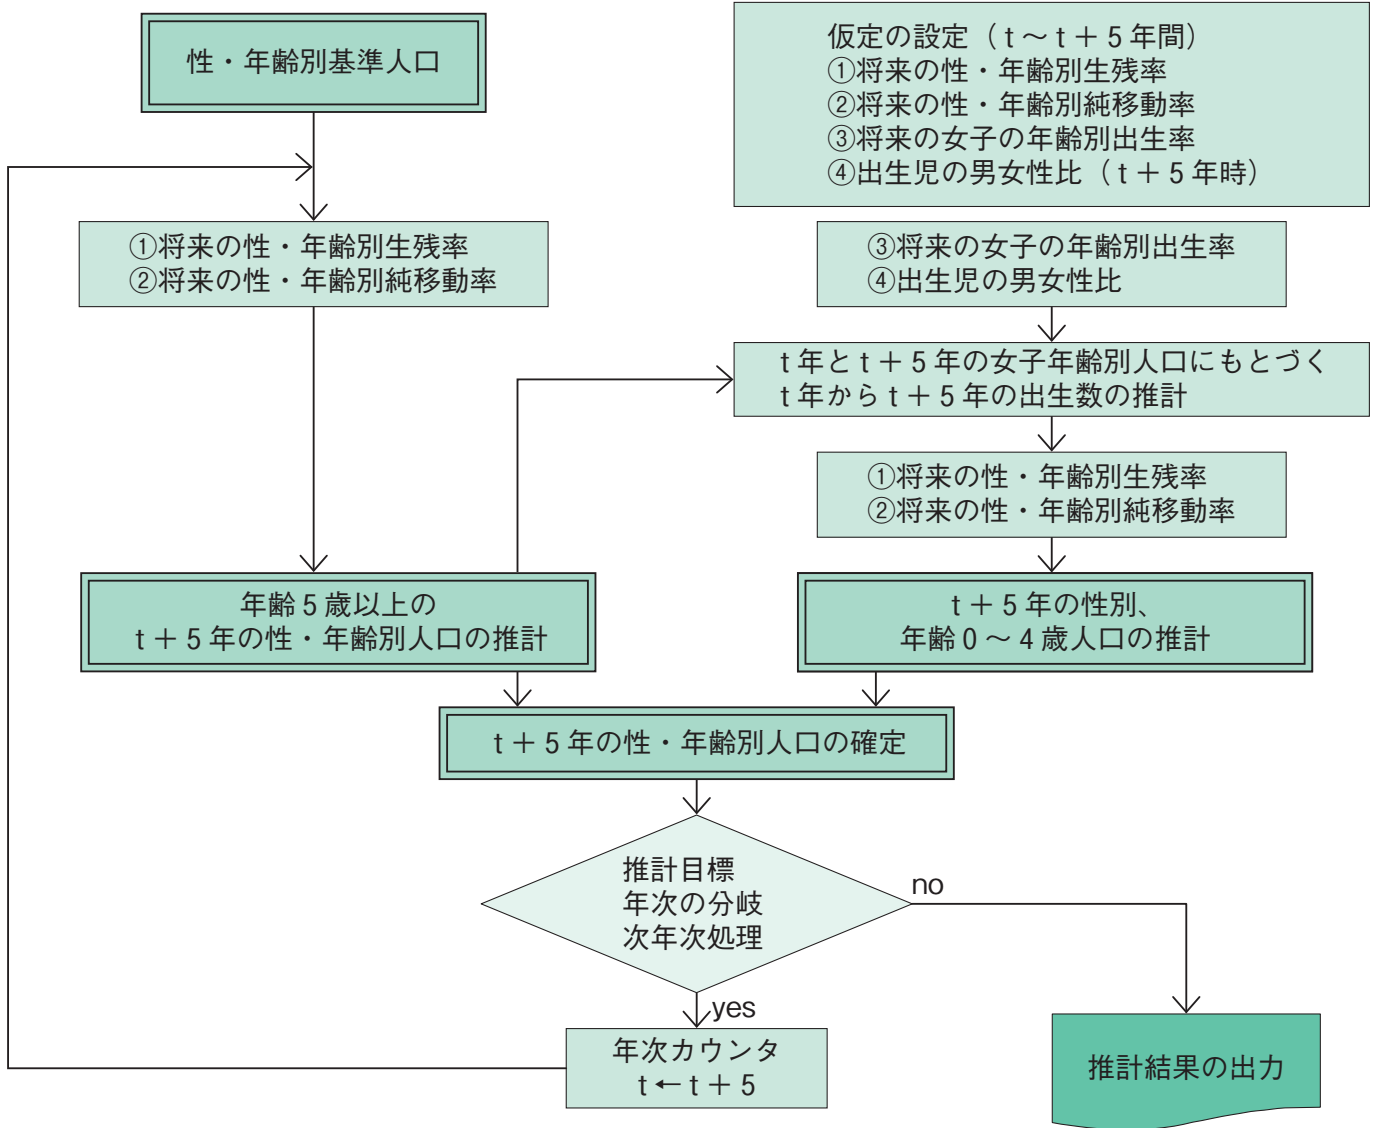 性・年齢別基準人口
仮定の設定（t～t＋5年間）
①将来の性・年齢別生残率
②将来の性・年齢別純移動率
③将来の女子の年齢別出生率
④出生児の男女性比（t＋5年時）
①将来の性・年齢別生残率
②将来の性・年齢別純移動率
③将来の女子の年齢別出生率
④出生児の男女性比
t年とt＋5年の女子年齢別人口にもとづく
t年からt＋5年の出生数の推計
①将来の性・年齢別生残率
②将来の性・年齢別純移動率
年齢5歳以上の
t＋5年の性・年齢別人口の推計
t＋5年の性別、
年齢0～4歳人口の推計
t＋5年の性・年齢別人口の確定
推計目標
年次の分岐
次年次処理
no
yes
年次カウンタ
t←t＋5
推計結果の出力